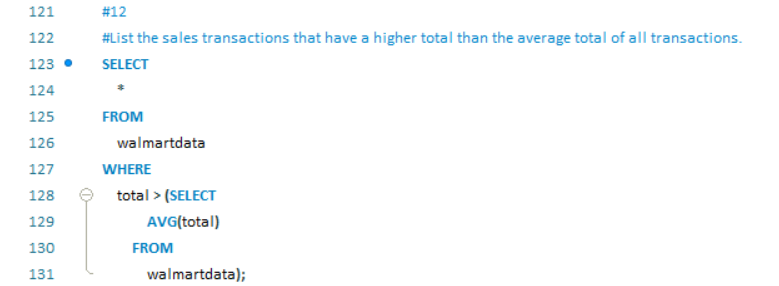 121 #12
122 #List the sales transactions that have a higher total than the average total of all transactions.
123 SELECT
124 *
125 FROM
126 walmartdata
127 WHERE
128 total > (SELECT
129 AVG(total)
130 FROM
131 walmartdata);